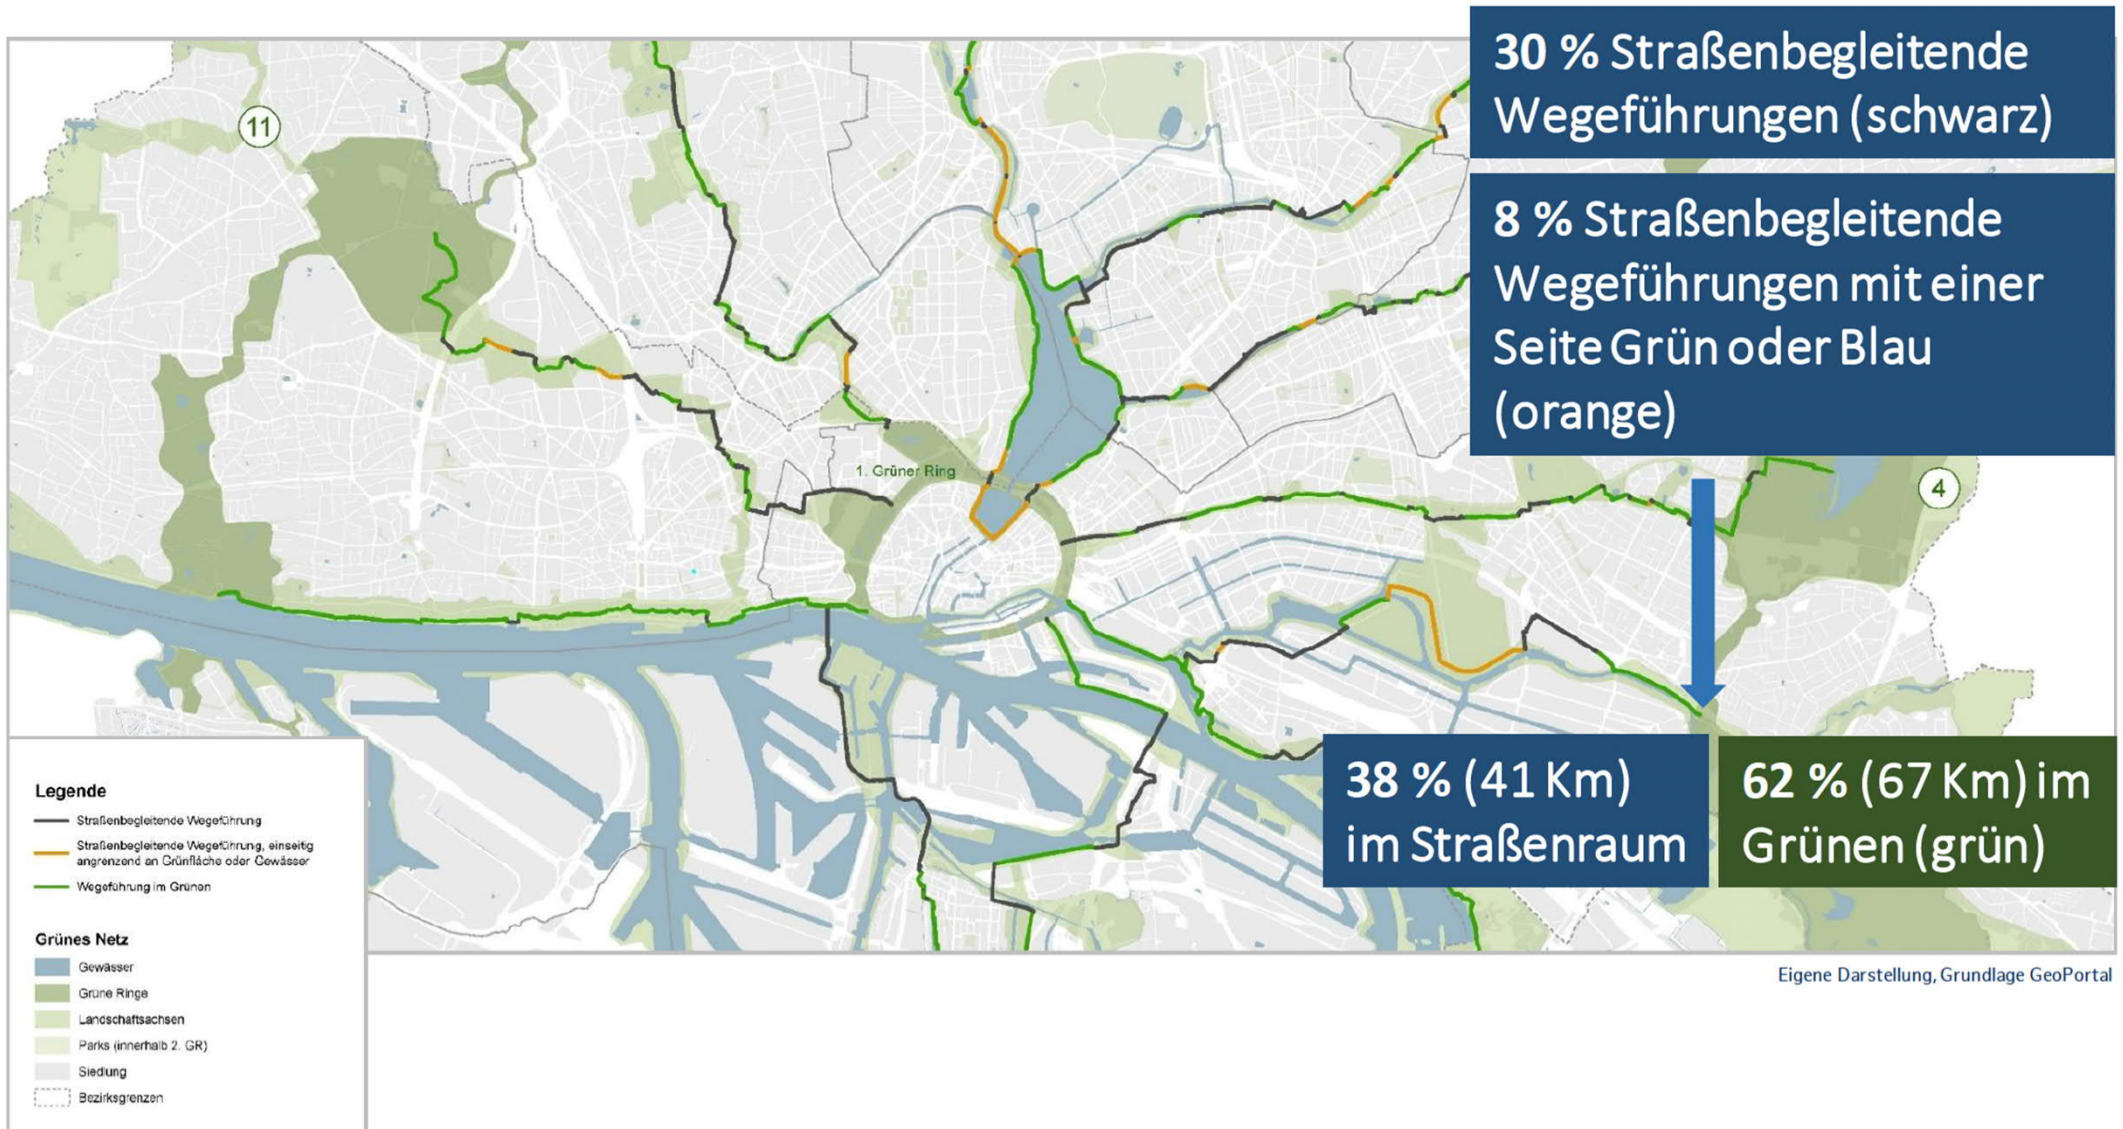 30 % Straßenbegleitende
Wegeführungen (schwarz)
8 % Straßenbegleitende
Wegeführungen mit einer
Seite Grün oder Blau
(orange)
11
1. Grüner Ring
4
38 % (41 Km)
im Straßenraum
62 % (67 Km) im
Grünen (grün)
Legende
Straßenbegleitende Wegeführung
Straßenbegleitende Wegeführung, einseitig
angrenzend an Grünfläche oder Gewässer
Wegeführung im Grünen
Grünes Netz
Gewässer
Grüne Ringe
Landschaftsachsen
Parks (innerhalb 2. GR)
Siedlung
Bezirksgrenzen
Eigene Darstellung, Grundlage GeoPortal